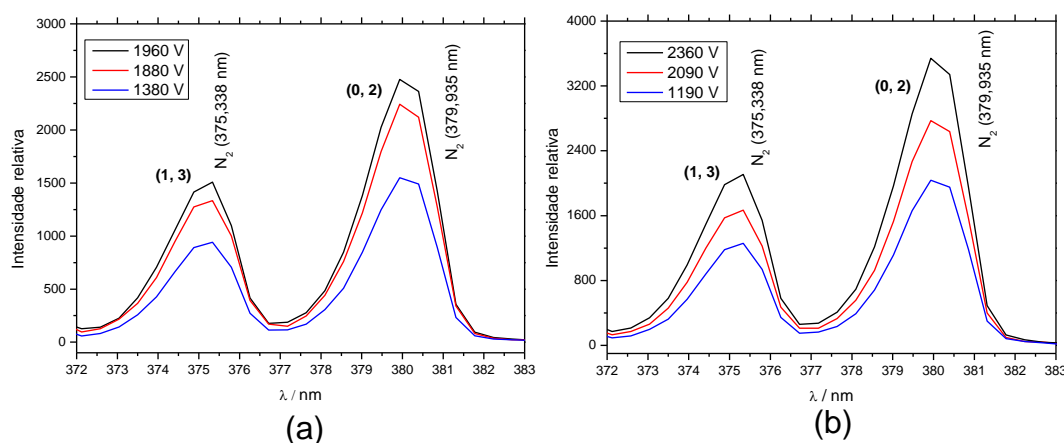 3000
2500
2000
1500
1000
500
0
Intensidade relativa
1960 V
1880 V
1380 V
(1, 3)
N₂ (375,338 nm)
(0, 2)
N₂ (379,935 nm)
372 373 374 375 376 377 378 379 380 381 382 383
λ / nm
(a)
4000
3200
2400
1600
800
0
Intensidade relativa
2360 V
2090 V
1190 V
(1, 3)
N₂ (375,338 nm)
(0, 2)
N₂ (379,935 nm)
372 373 374 375 376 377 378 379 380 381 382 383
λ / nm
(b)